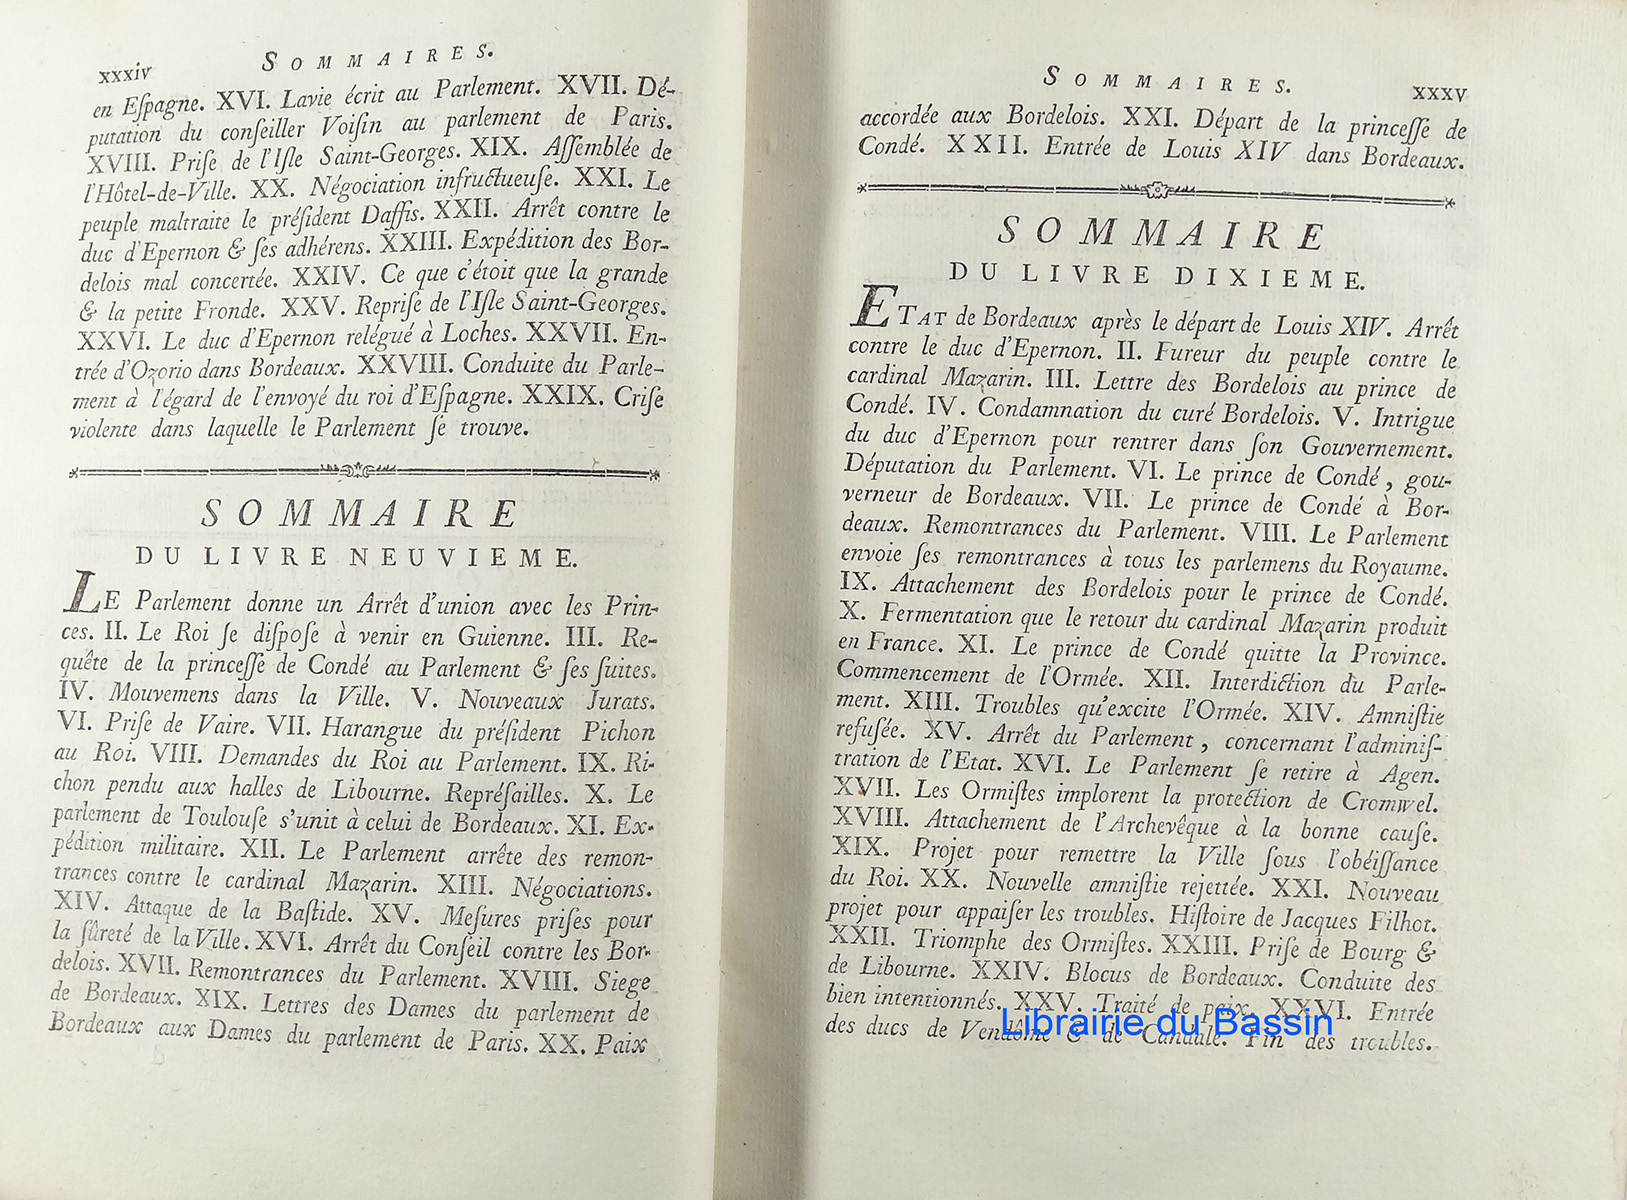 xxxiv
SOMMAIRES.
en Eſpagne. XVI. Lavie écrit au Parlement. XVII. Dé-
putation du conſeiller Voiſin au parlement de Paris.
XVIII. Priſe de l'Iſle Saint-Georges. XIX. Aſſemblée de
l'Hôtel-de-Ville. XX. Négociation infructueuſe. XXI. Le
peuple maltraite le préſident Daffis. XXII. Arrêt contre le
duc d'Epernon & ſes adhérens. XXIII. Expédition des Bor-
delois mal concertée. XXIV. Ce que c'étoit que la grande
& la petite Fronde. XXV. Repriſe de l'Iſle Saint-Georges.
XXVI. Le duc d'Epernon relégué à Loches. XXVII. En-
trée d'Ozorio dans Bordeaux. XXVIII. Conduite du Parle-
ment à l'égard de l'envoyé du roi d'Eſpagne. XXIX. Criſe
violente dans laquelle le Parlement ſe trouve.
SOMMAIRE
DU LIVRE NEUVIEME.
LE Parlement donne un Arrêt d'union avec les Prin-
ces. II. Le Roi ſe diſpoſe à venir en Guienne. III. Re-
quête de la princeſſe de Condé au Parlement & ſes ſuites.
IV. Mouvemens dans la Ville. V. Nouveaux Jurats.
VI. Priſe de Vaire. VII. Harangue du préſident Pichon
au Roi. VIII. Demandes du Roi au Parlement. IX. Ri-
chon pendu aux halles de Libourne. Repréſailles. X. Le
parlement de Toulouſe s'unit à celui de Bordeaux. XI. Ex-
pédition militaire. XII. Le Parlement arrête des remon-
trances contre le cardinal Mazarin. XIII. Négociations.
XIV. Attaque de la Baſtide. XV. Meſures priſes pour
la ſûreté de la Ville. XVI. Arrêt du Conſeil contre les Bor-
delois. XVII. Remontrances du Parlement. XVIII. Siege
de Bordeaux. XIX. Lettres des Dames du parlement de
Bordeaux aux Dames du parlement de Paris. XX. Paix
SOMMAIRES.
XXXV
accordée aux Bordelois. XXI. Départ de la princeſſe de
Condé. XXII. Entrée de Louis XIV dans Bordeaux.
SOMMAIRE
DU LIVRE DIXIEME.
ETAT de Bordeaux après le départ de Louis XIV. Arrêt
contre le duc d'Epernon. II. Fureur du peuple contre le
cardinal Mazarin. III. Lettre des Bordelois au prince de
Condé. IV. Condamnation du curé Bordelois. V. Intrigue
du duc d'Epernon pour rentrer dans ſon Gouvernement.
Députation du Parlement. VI. Le prince de Condé, gou-
verneur de Bordeaux. VII. Le prince de Condé à Bor-
deaux. Remontrances du Parlement. VIII. Le Parlement
envoie ſes remontrances à tous les parlemens du Royaume.
IX. Attachement des Bordelois pour le prince de Condé.
X. Fermentation que le retour du cardinal Mazarin produit
en France. XI. Le prince de Condé quitte la Province.
Commencement de l'Ormée. XII. Interdiction du Parle-
ment. XIII. Troubles qu'excite l'Ormée. XIV. Amniſtie
refuſée. XV. Arrêt du Parlement, concernant l'adminiſ-
tration de l'Etat. XVI. Le Parlement ſe retire à Agen.
XVII. Les Ormiſtes implorent la protection de Cromwel.
XVIII. Attachement de l'Archevêque à la bonne cauſe.
XIX. Projet pour remettre la Ville ſous l'obéiſſance
du Roi. XX. Nouvelle amniſtie rejettée. XXI. Nouveau
projet pour appaiſer les troubles. Hiſtoire de Jacques Filhot.
XXII. Triomphe des Ormiſtes. XXIII. Priſe de Bourg &
de Libourne. XXIV. Blocus de Bordeaux. Conduite des
bien intentionnés. XXV. Traité de paix. XXVI. Entrée
des ducs de Vendôme & de Candale. Fin des troubles.
Librairie du Bassin